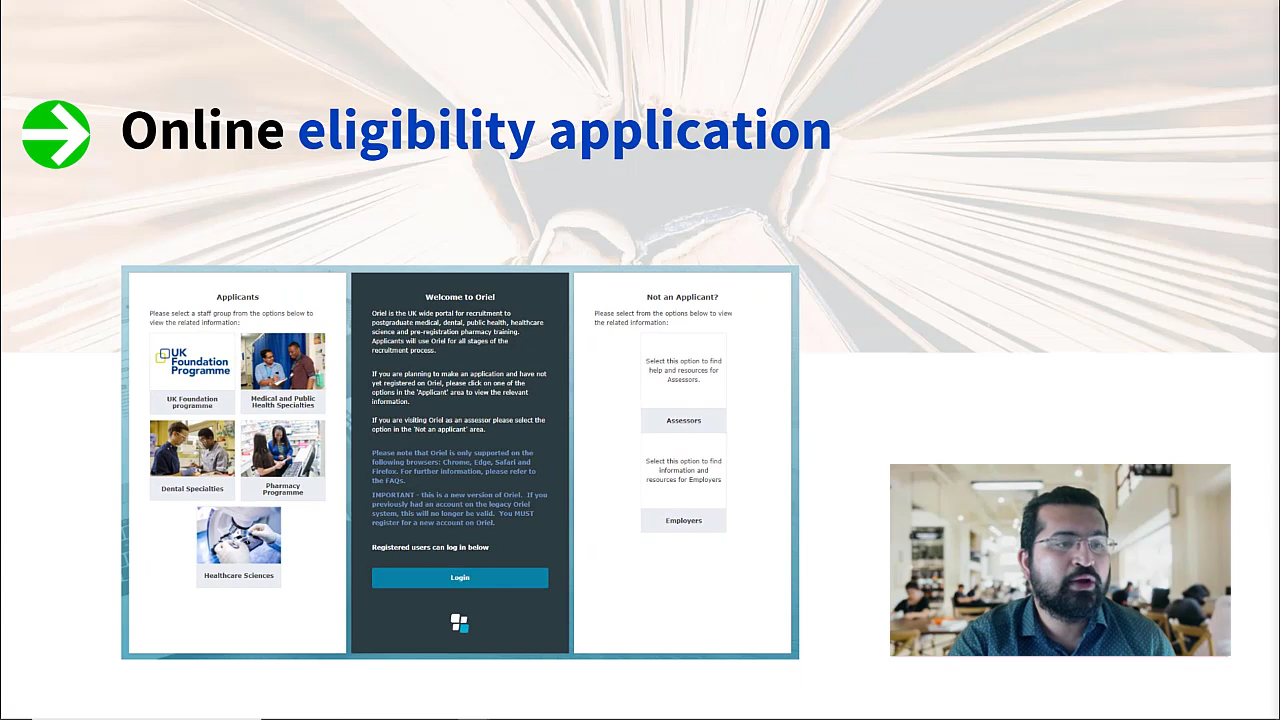 Online eligibility application
Applicants
Please select a staff group from the options below to
view the related information:
UK
Foundation
Programme
UK Foundation
programme
Medical and Public
Health Specialties
Dental Specialties
Pharmacy
Programme
Healthcare Sciences
Welcome to Oriel
Oriel is the UK wide portal for recruitment to
postgraduate medical, dental, public health, healthcare
science and pre-registration pharmacy training.
Applicants will use Oriel for all stages of the
recruitment process.
If you are planning to make an application and have not
yet registered on Oriel, please click on one of the
options in the 'Applicant' area to view the relevant
information.
If you are visiting Oriel as an assessor please select the
option in the 'Not an applicant' area.
Please note that Oriel is only supported on the
following browsers: Chrome, Edge, Safari and
Firefox. For further information, please refer to
the FAQs.
IMPORTANT - this is a new version of Oriel. If you
previously had an account on the legacy Oriel
system, this will no longer be valid. You MUST
register for a new account on Oriel.
Registered users can log in below
Login
Not an Applicant?
Please select from the options below to view
the related information:
Select this option to find
help and resources for
Assessors.
Assessors
Select this option to find
information and
resources for Employers
Employers